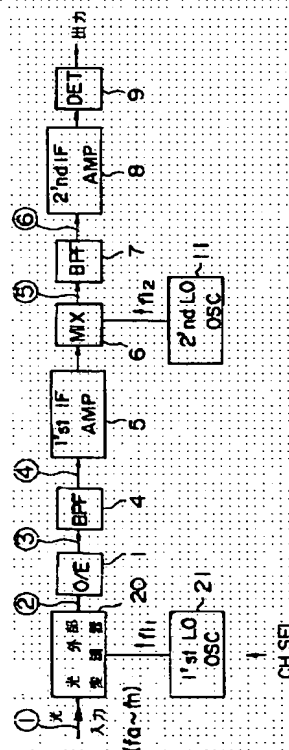 ①
光
入力
(fa~fn)
光外部
変調器
20
②
O/E
1
③
BPF
4
④
1'st IF
AMP
5
MIX
6
⑤
BPF
7
⑥
2'nd IF
AMP
8
DET
9
出力
fl1
1'st LO
OSC
21
CH SEL
fl2
2'nd LO
OSC
11